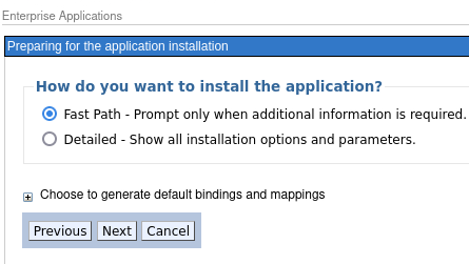 Enterprise Applications
Preparing for the application installation
How do you want to install the application?
Fast Path - Prompt only when additional information is required.
Detailed - Show all installation options and parameters.
Choose to generate default bindings and mappings
Previous Next Cancel